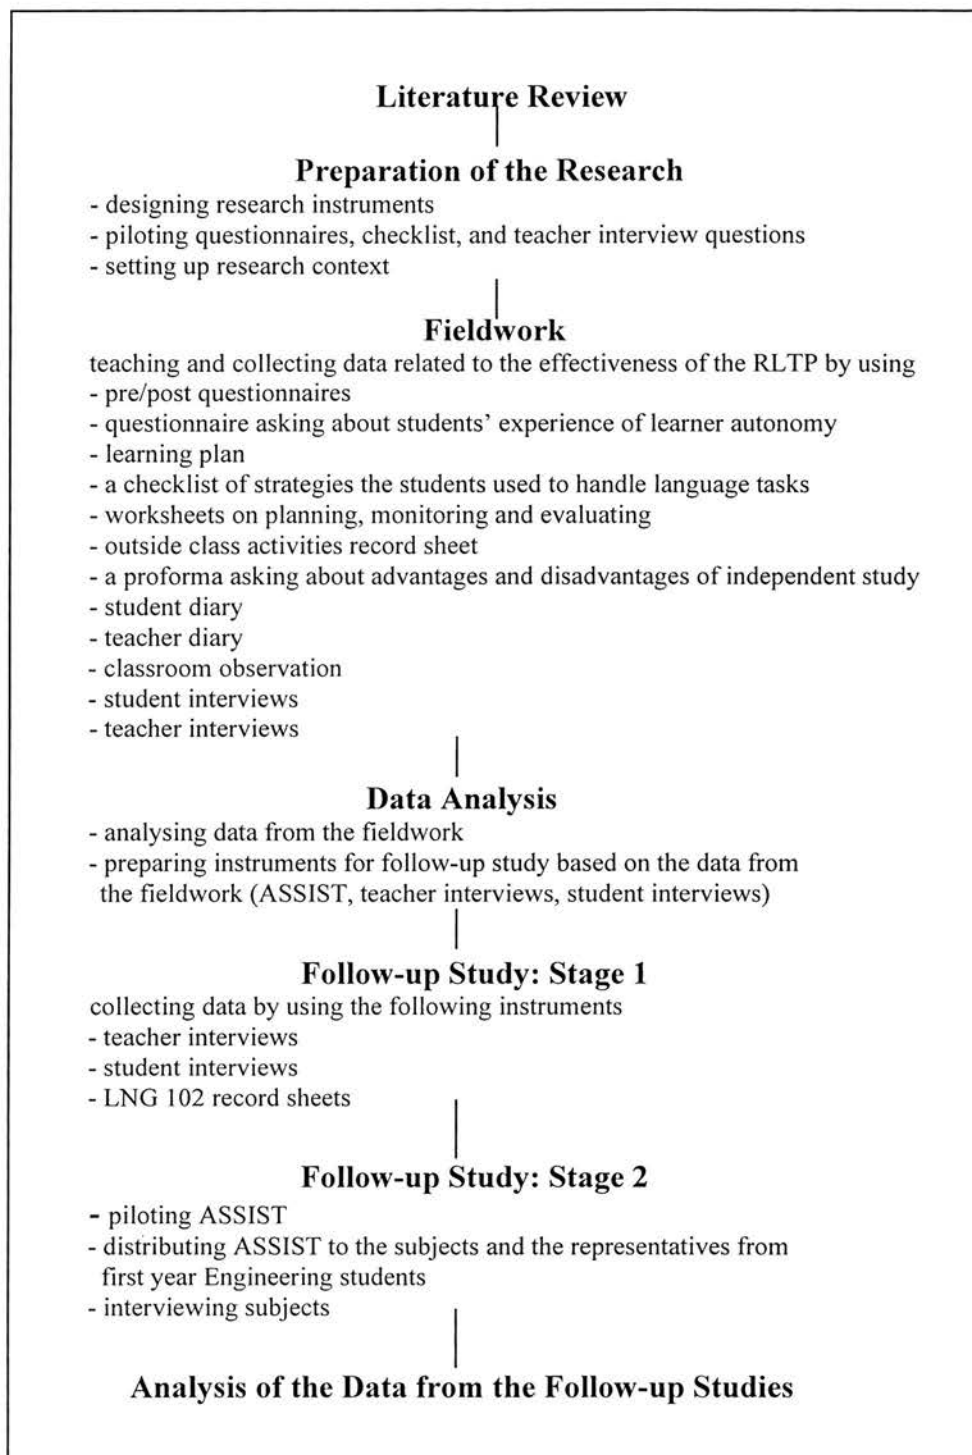 Literature Review
Preparation of the Research
- designing research instruments
- piloting questionnaires, checklist, and teacher interview questions
- setting up research context
Fieldwork
teaching and collecting data related to the effectiveness of the RLTP by using
- pre/post questionnaires
- questionnaire asking about students’ experience of learner autonomy
- learning plan
- a checklist of strategies the students used to handle language tasks
- worksheets on planning, monitoring and evaluating
- outside class activities record sheet
- a proforma asking about advantages and disadvantages of independent study
- student diary
- teacher diary
- classroom observation
- student interviews
- teacher interviews
Data Analysis
- analysing data from the fieldwork
- preparing instruments for follow-up study based on the data from
the fieldwork (ASSIST, teacher interviews, student interviews)
Follow-up Study: Stage 1
collecting data by using the following instruments
- teacher interviews
- student interviews
- LNG 102 record sheets
Follow-up Study: Stage 2
- piloting ASSIST
- distributing ASSIST to the subjects and the representatives from
first year Engineering students
- interviewing subjects
Analysis of the Data from the Follow-up Studies